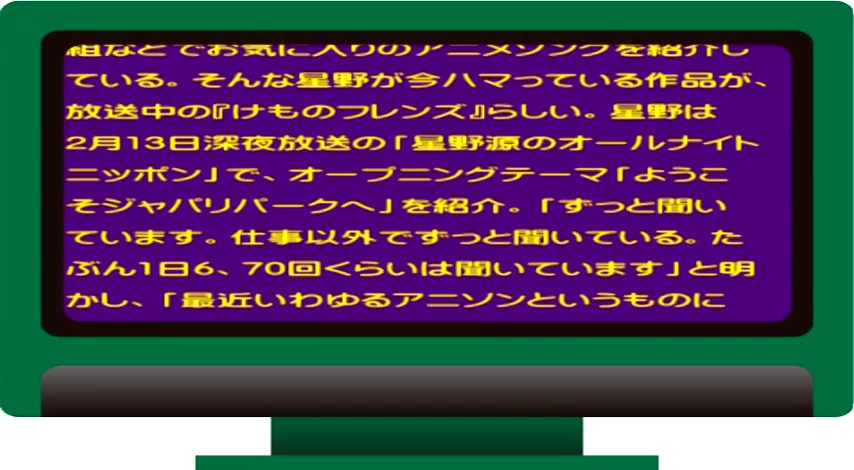 組などでお気に入りのアニメソングを紹介し
ている。そんな星野が今ハマっている作品が、
放送中の『けものフレンズ』らしい。星野は
2月13日深夜放送の「星野源のオールナイト
ニッポン」で、オープニングテーマ「ようこ
そジャパリパークへ」を紹介。「ずっと聞い
ています。仕事以外でずっと聞いている。た
ぶん1日6、70回くらいは聞いています」と明
かし、「最近いわゆるアニソンというものに